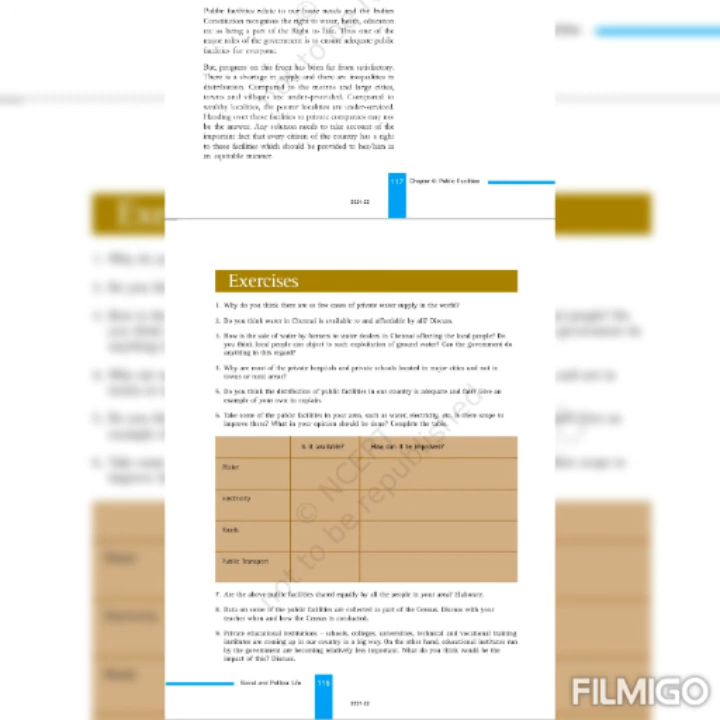 Public facilities relate to our basic needs and the Indian
Constitution recognises the right to water, health, education
etc as being a part of the Right to Life. Thus one of the
major roles of the government is to ensure adequate public
facilities for everyone.
But, progress on this front has been far from satisfactory.
There is a shortage in supply and there are inequalities in
distribution. Compared to the metros and large cities,
towns and villages are under-provided. Compared to
wealthy localities, the poorer localities are under-serviced.
Handing over these facilities to private companies may not
be the answer. Any solution needs to take account of the
important fact that every citizen of the country has a right
to these facilities which should be provided to her/him in
an equitable manner.
117 Chapter 9: Public Facilities
2021-22
Exercises
1. Why do you think there are so few cases of private water supply in the world?
2. Do you think water in Chennai is available to and affordable by all? Discuss.
3. How is the sale of water by farmers to water dealers in Chennai affecting the local people? Do
you think local people can object to such exploitation of ground water? Can the government do
anything in this regard?
4. Why are most of the private hospitals and private schools located in major cities and not in
towns or rural areas?
5. Do you think the distribution of public facilities in our country is adequate and fair? Give an
example of your own to explain.
6. Take some of the public facilities in your area, such as water, electricity, etc. Is there scope to
improve them? What in your opinion should be done? Complete the table.
Is it available? How can it be improved?
Water
Electricity
Roads
Public Transport
© NCERT
not to be republished
7. Are the above public facilities shared equally by all the people in your area? Elaborate.
8. Data on some of the public facilities are collected as part of the Census. Discuss with your
teacher when and how the Census is conducted.
9. Private educational institutions – schools, colleges, universities, technical and vocational training
institutes are coming up in our country in a big way. On the other hand, educational institutes run
by the government are becoming relatively less important. What do you think would be the
impact of this? Discuss.
Social and Political Life 118
2021-22
FILMIGO